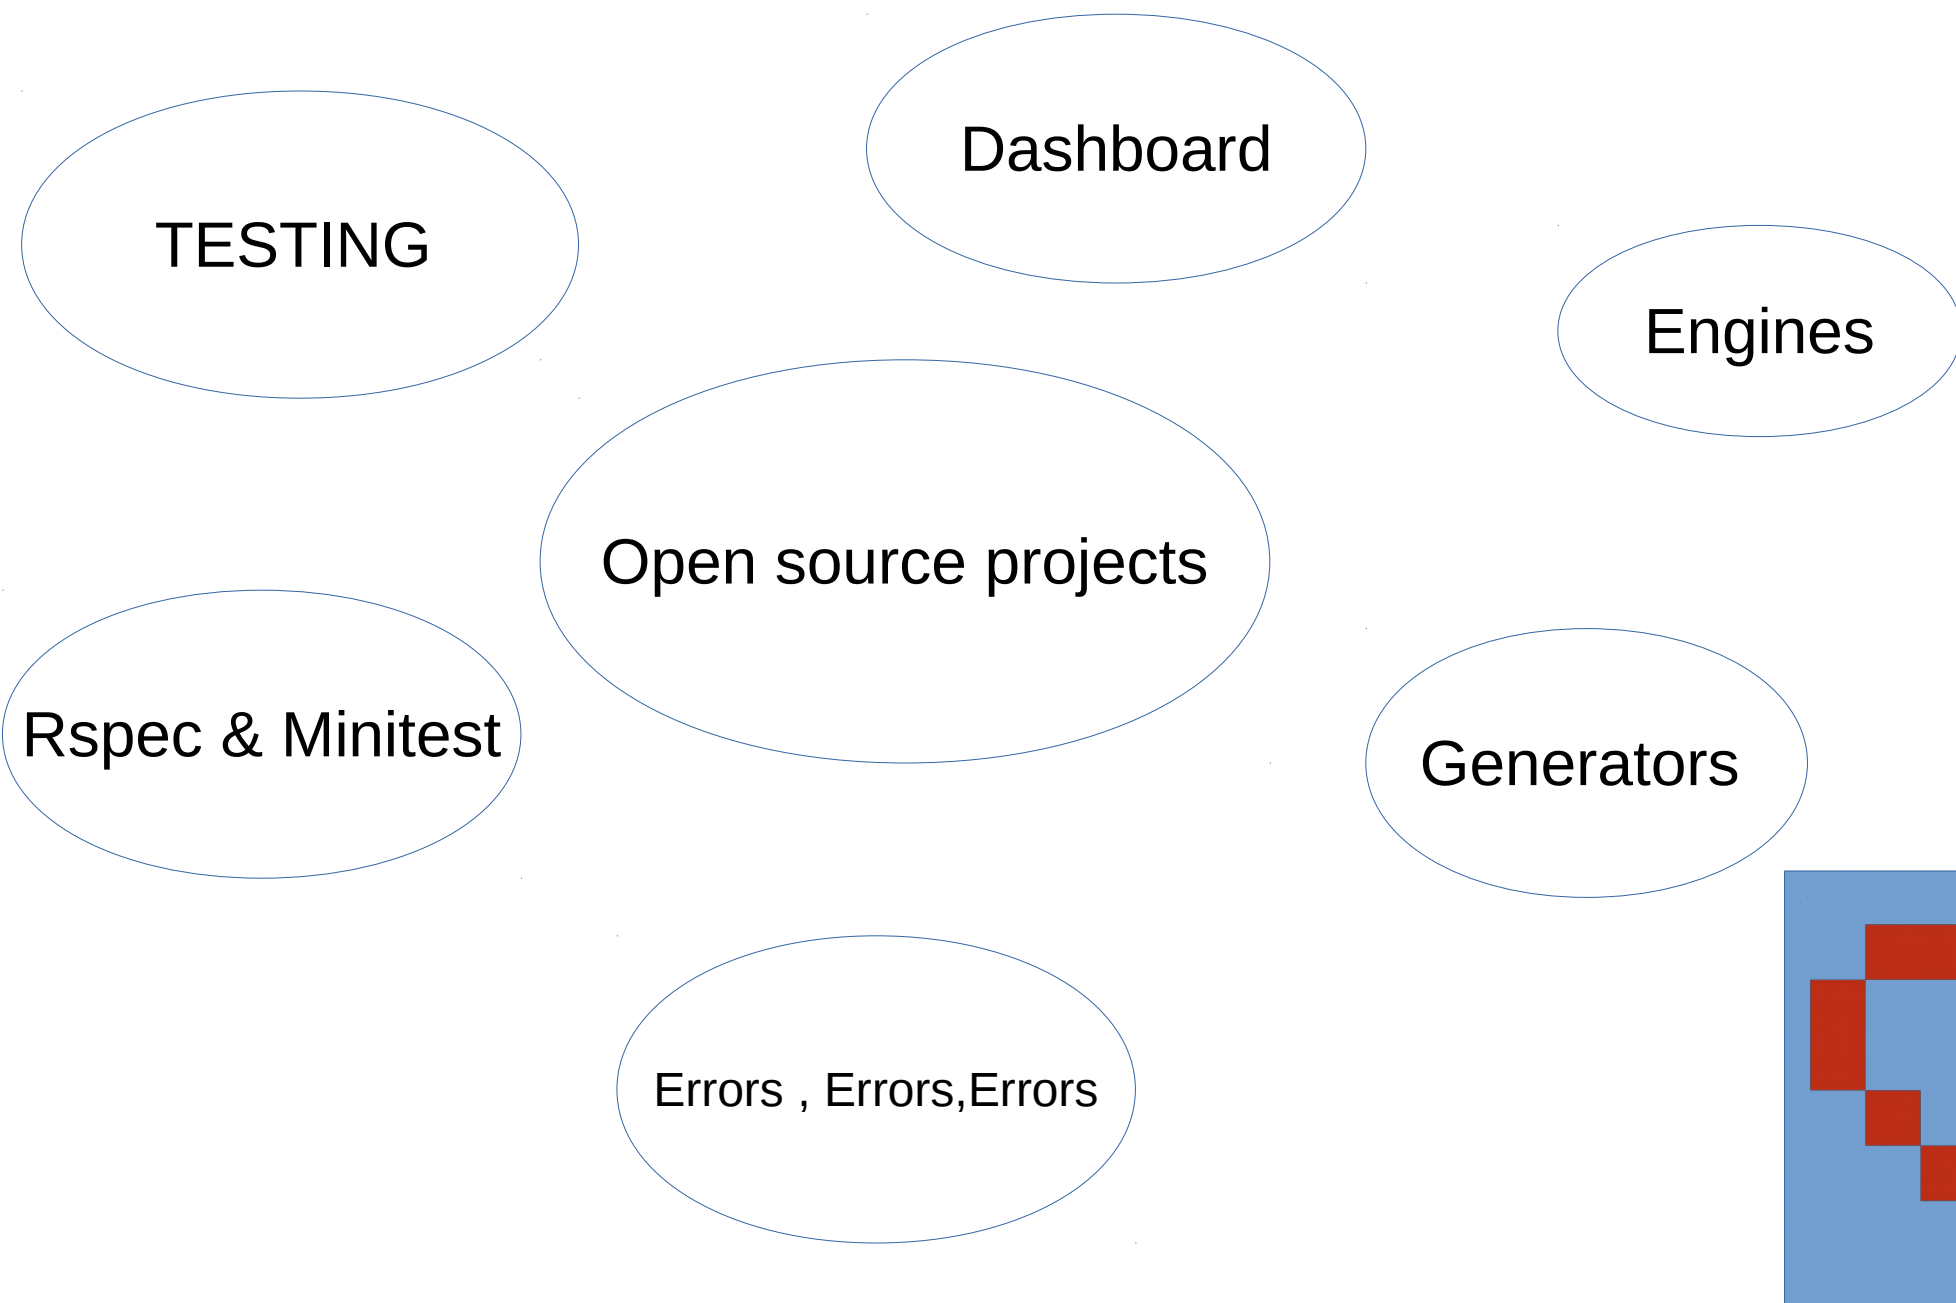 Dashboard
TESTING
Engines
Open source projects
Rspec & Minitest
Generators
Errors , Errors,Errors